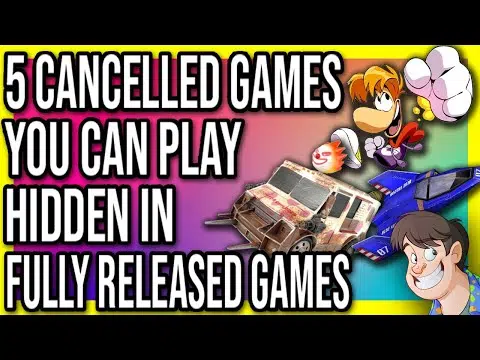 5 CANCELLED GAMES
YOU CAN PLAY
HIDDEN IN
FULLY RELEASED GAMES